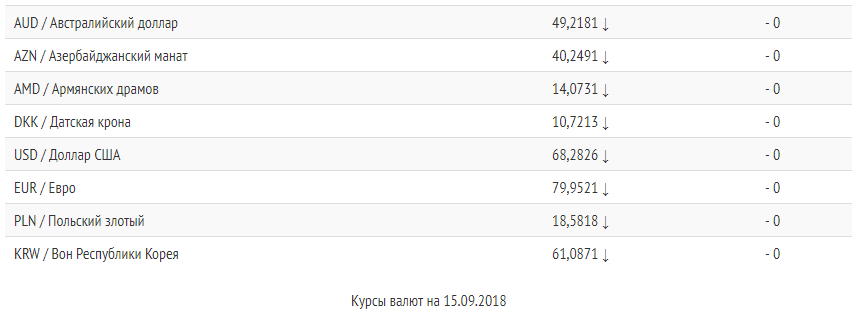 AUD / Австралийский доллар 49,2181 ↓ - 0
AZN / Азербайджанский манат 40,2491 ↓ - 0
AMD / Армянских драмов 14,0731 ↓ - 0
DKK / Датская крона 10,7213 ↓ - 0
USD / Доллар США 68,2826 ↓ - 0
EUR / Евро 79,9521 ↓ - 0
PLN / Польский злотый 18,5818 ↓ - 0
KRW / Вон Республики Корея 61,0871 ↓ - 0
Курсы валют на 15.09.2018